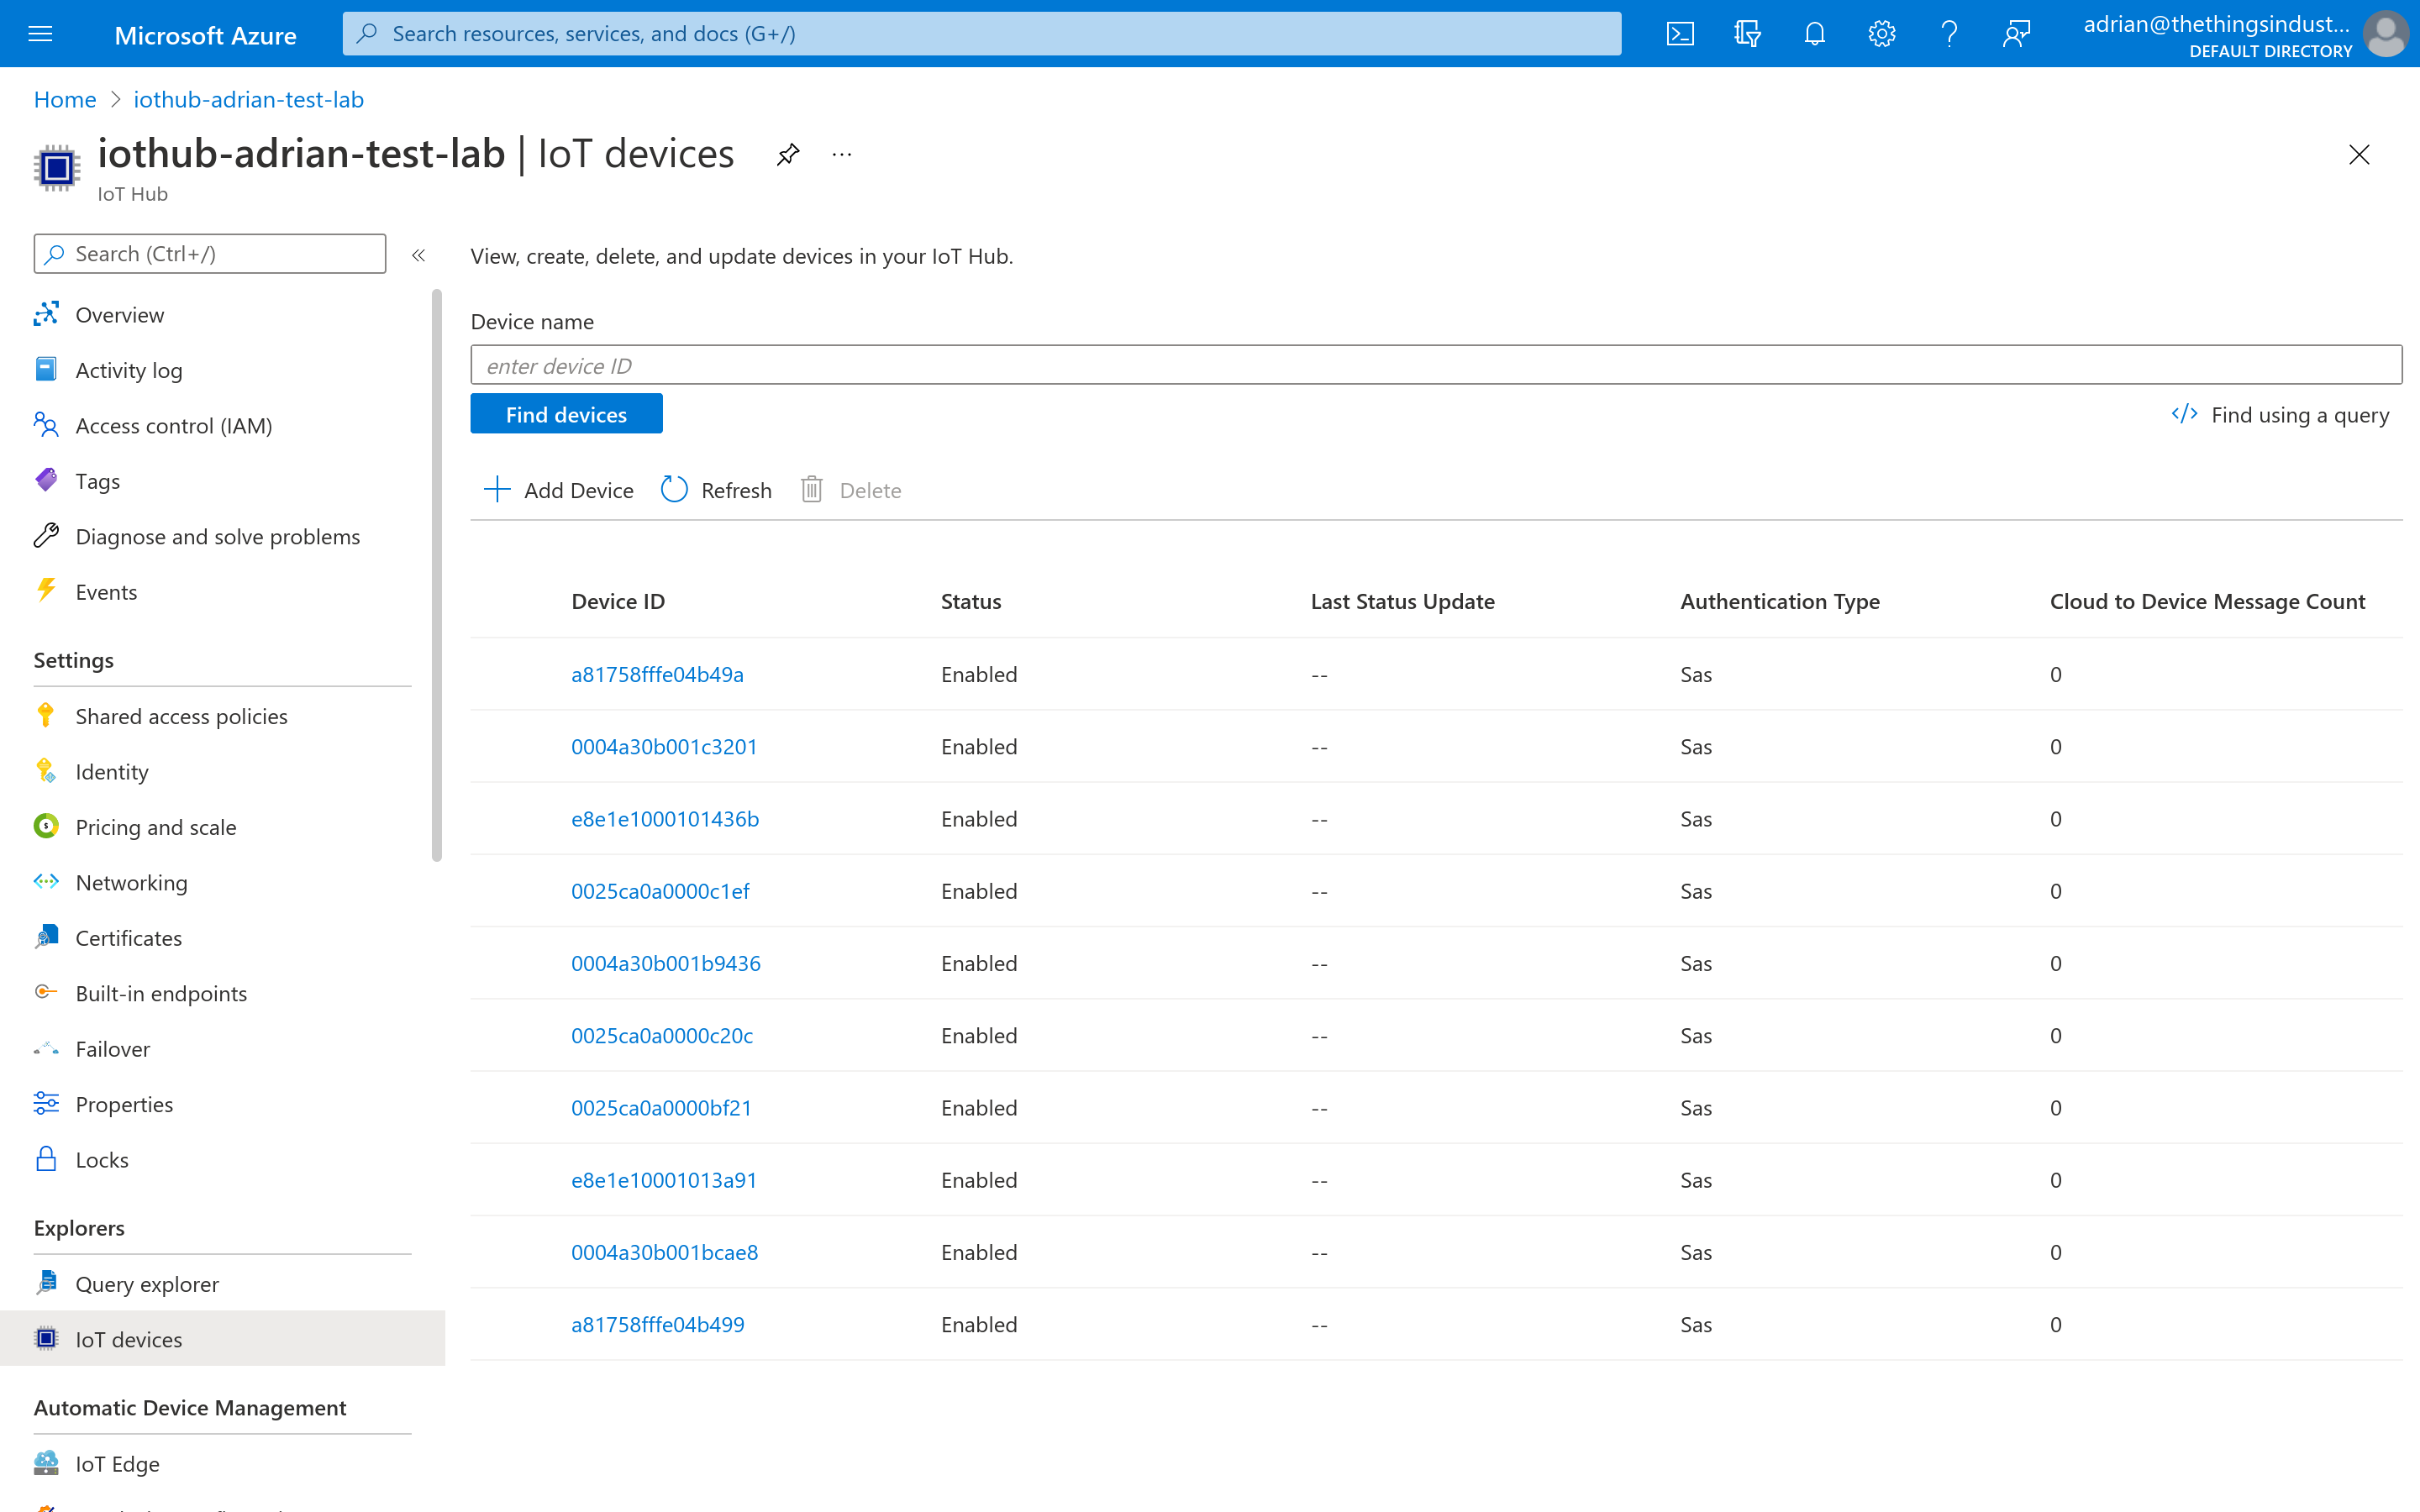 Microsoft Azure
Search resources, services, and docs (G+/)
adrian@thethingsindust...
DEFAULT DIRECTORY
Home > iothub-adrian-test-lab
iothub-adrian-test-lab | IoT devices
IoT Hub
Search (Ctrl+/)
Overview
Activity log
Access control (IAM)
Tags
Diagnose and solve problems
Events
Settings
Shared access policies
Identity
Pricing and scale
Networking
Certificates
Built-in endpoints
Failover
Properties
Locks
Explorers
Query explorer
IoT devices
Automatic Device Management
IoT Edge
View, create, delete, and update devices in your IoT Hub.
Device name
enter device ID
Find devices
</> Find using a query
Add Device Refresh Delete
Device ID Status Last Status Update Authentication Type Cloud to Device Message Count
a81758fffe04b49a Enabled -- Sas 0
0004a30b001c3201 Enabled -- Sas 0
e8e1e1000101436b Enabled -- Sas 0
0025ca0a0000c1ef Enabled -- Sas 0
0004a30b001b9436 Enabled -- Sas 0
0025ca0a0000c20c Enabled -- Sas 0
0025ca0a0000bf21 Enabled -- Sas 0
e8e1e10001013a91 Enabled -- Sas 0
0004a30b001bcae8 Enabled -- Sas 0
a81758fffe04b499 Enabled -- Sas 0